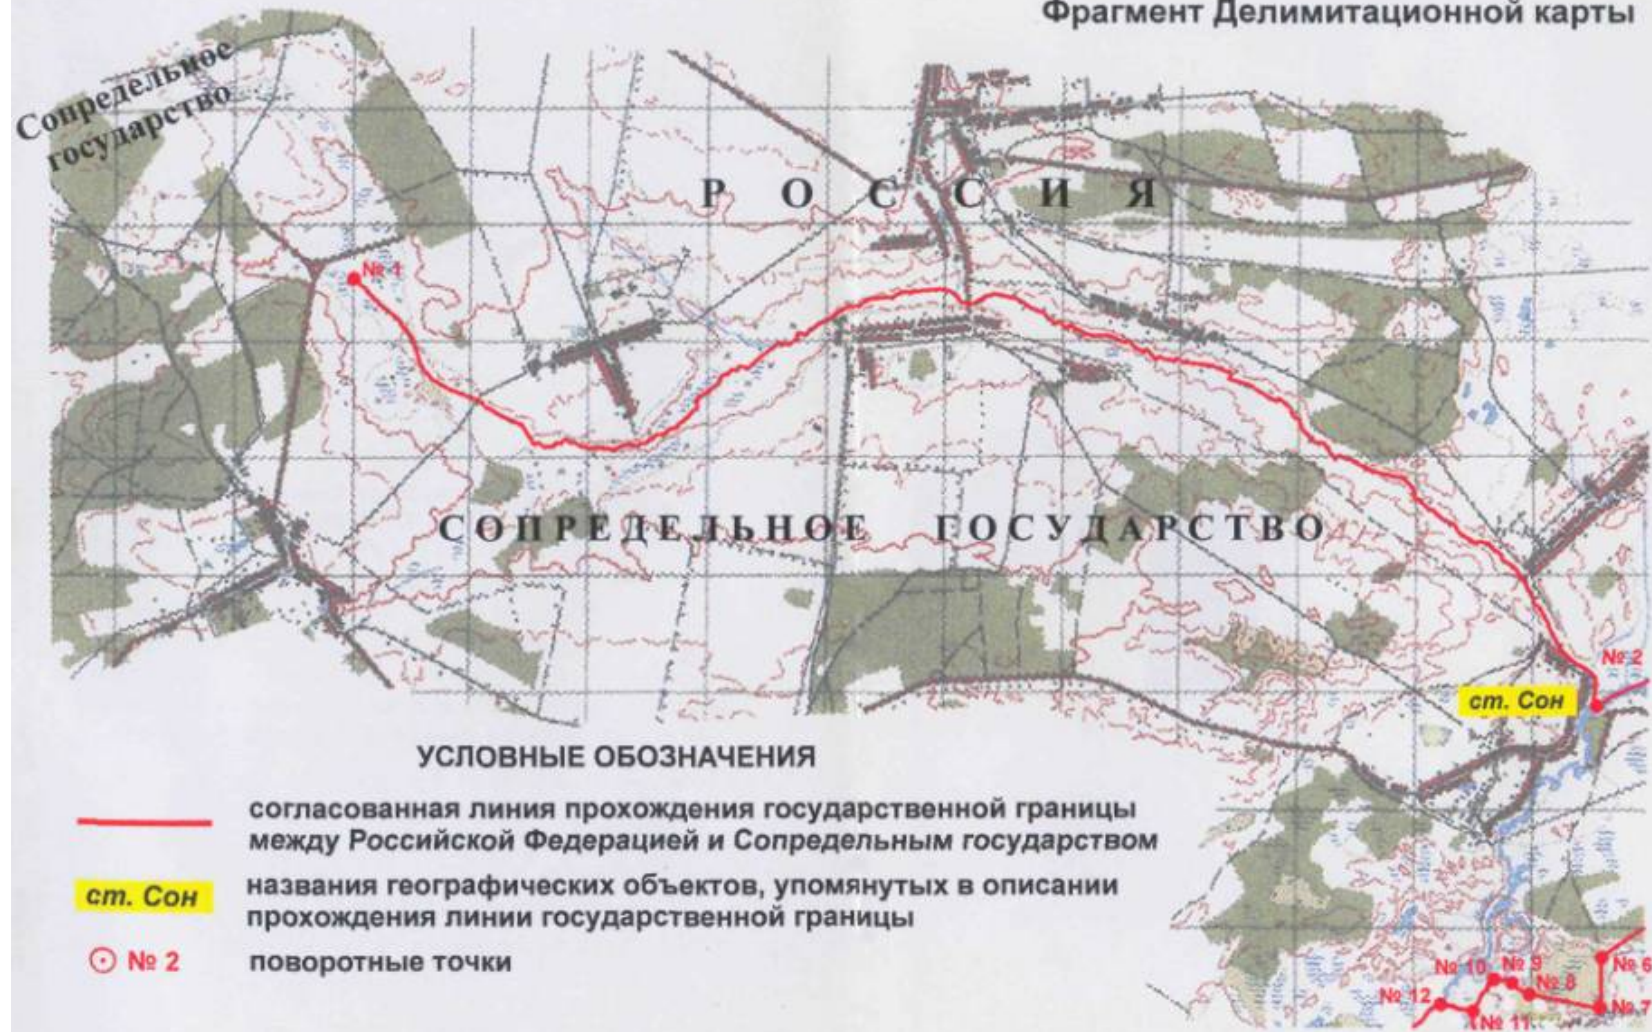 Фрагмент Делимитационной карты
Сопредельное
государство
Р О С С И Я
№ 1
СОПРЕДЕЛЬНОЕ ГОСУДАРСТВО
№ 2
ст. Сон
УСЛОВНЫЕ ОБОЗНАЧЕНИЯ
согласованная линия прохождения государственной границы
между Российской Федерацией и Сопредельным государством
ст. Сон
названия географических объектов, упомянутых в описании
прохождения линии государственной границы
№ 2
поворотные точки
№ 10 № 9 № 6
№ 12 № 8 № 7
№ 11